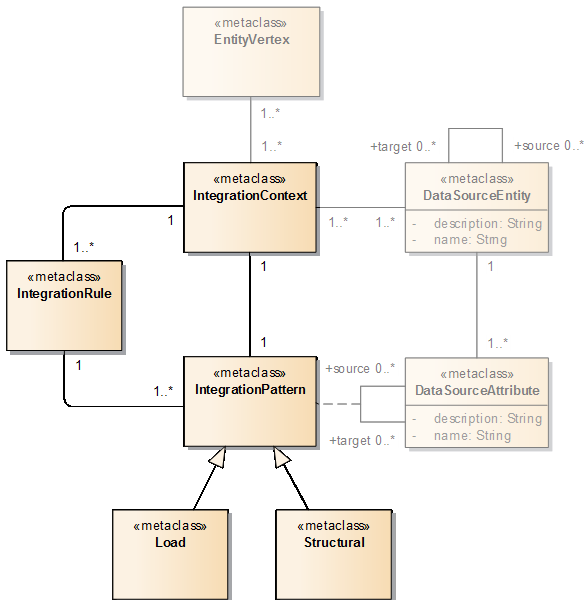 «metaclass»
EntityVertex
1..*
1..*
+target 0..*
+source 0..*
«metaclass»
IntegrationContext
«metaclass»
DataSourceEntity
- description: String
- name: String
1
1..*
1..*
1..*
1
1
«metaclass»
IntegrationRule
1
1..*
1
1..*
«metaclass»
IntegrationPattern
+source 0..*
+target 0..*
«metaclass»
DataSourceAttribute
- description: String
- name: String
«metaclass»
Load
«metaclass»
Structural